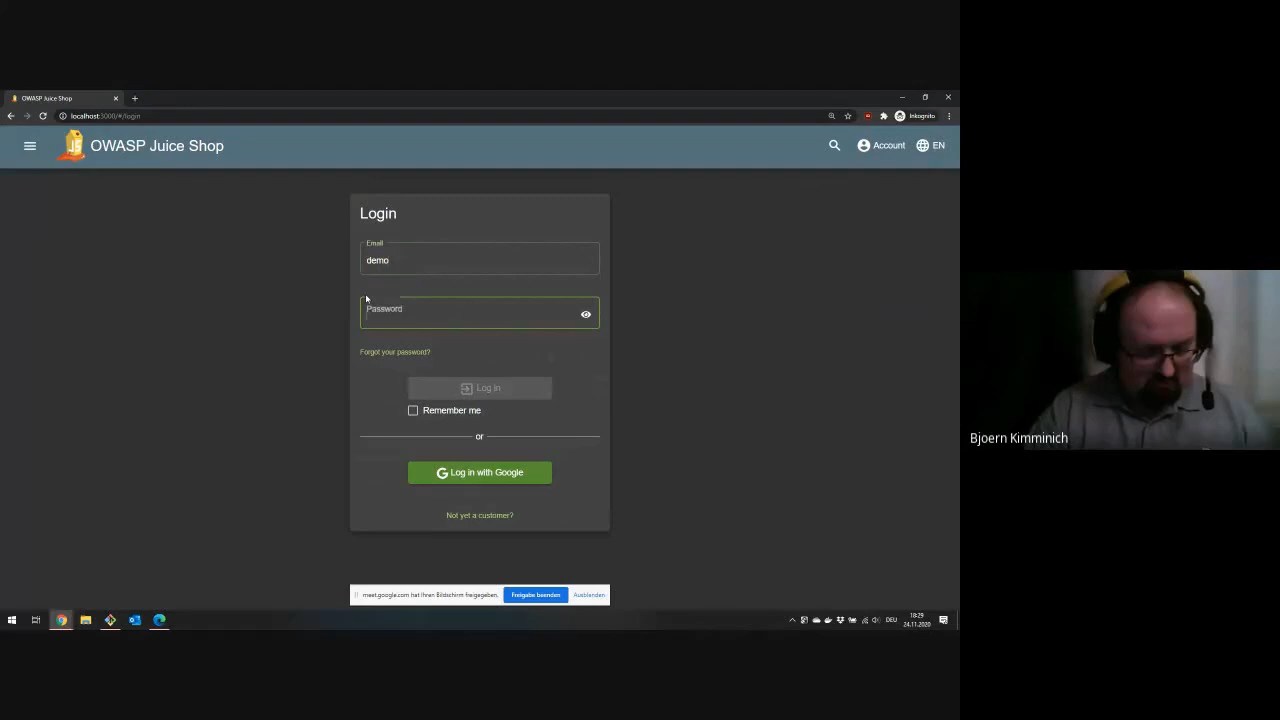 OWASP Juice Shop
localhost:3000/#/login
Inkognito
OWASP Juice Shop
Account
EN
Login
Email
demo
Password
Forgot your password?
Log in
Remember me
or
Log in with Google
Not yet a customer?
meet.google.com hat Ihren Bildschirm freigegeben.
Freigabe beenden
Ausblenden
DEU
18:29
24.11.2020
Bjoern Kimminich